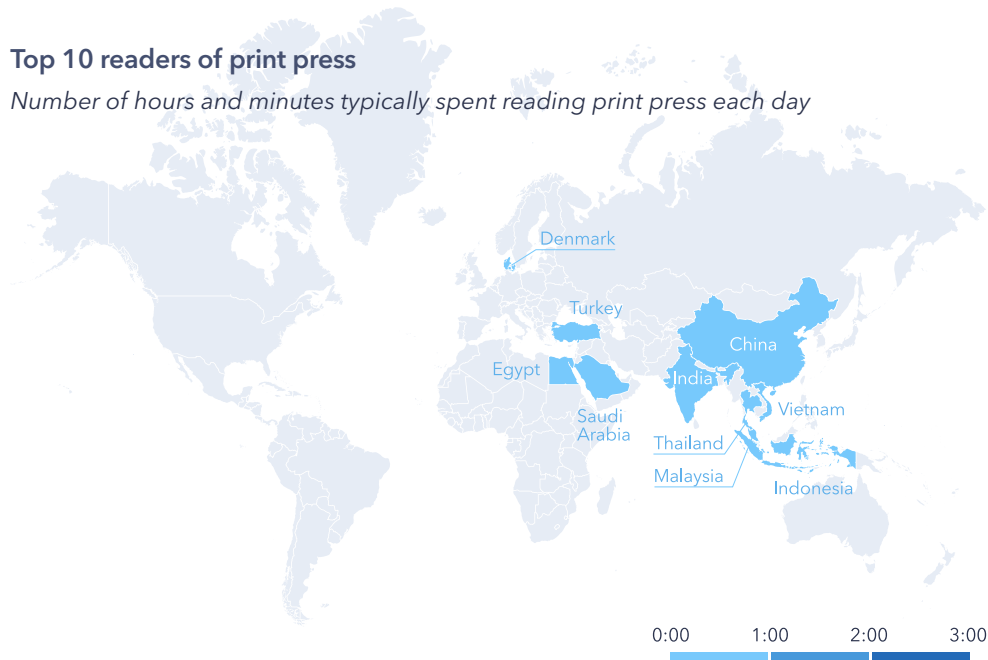 Top 10 readers of print press
Number of hours and minutes typically spent reading print press each day
Denmark
Turkey
China
Egypt
India
Saudi
Arabia
Vietnam
Thailand
Malaysia
Indonesia
0:00 1:00 2:00 3:00